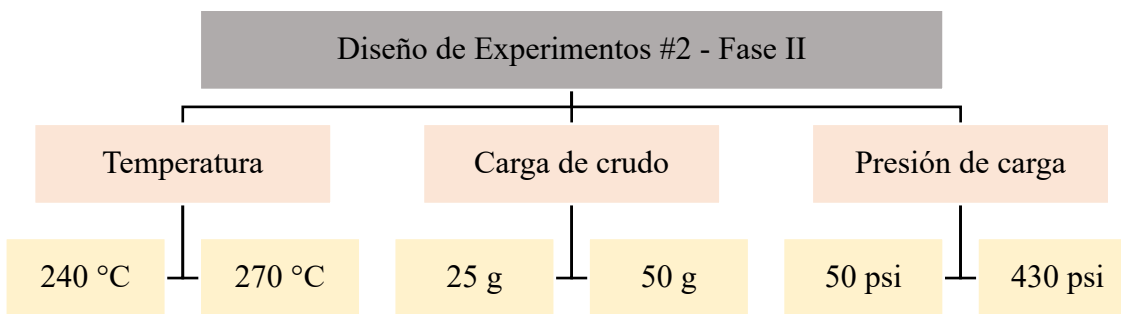 Diseño de Experimentos #2 - Fase II
Temperatura
Carga de crudo
Presión de carga
240 °C
270 °C
25 g
50 g
50 psi
430 psi